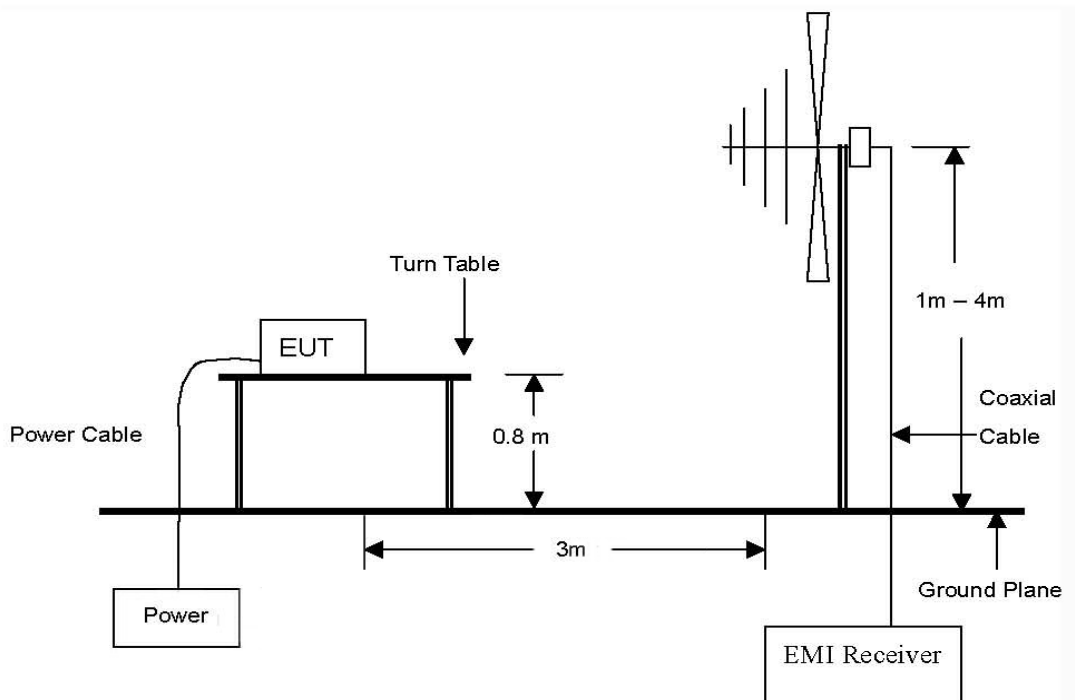 Turn Table
EUT
1m – 4m
Power Cable
0.8 m
Coaxial
Cable
3m
Ground Plane
Power
EMI Receiver